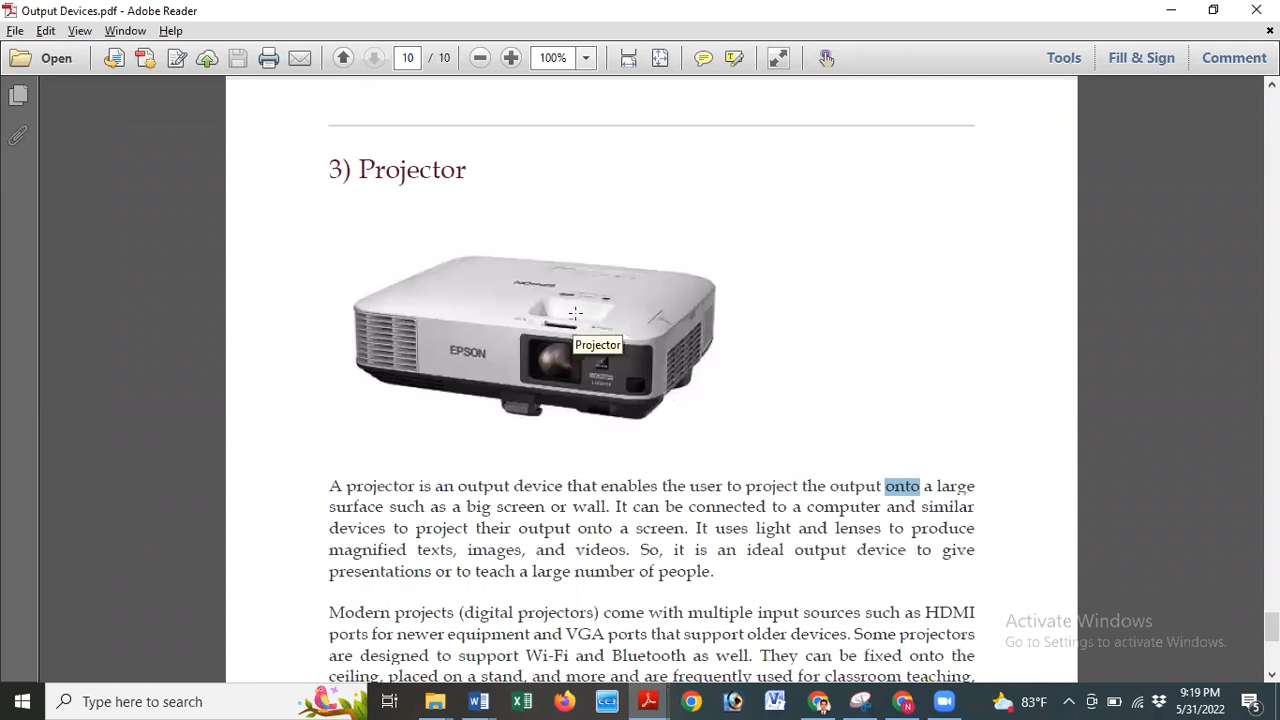 Output Devices.pdf - Adobe Reader
File Edit View Window Help
Open 10 / 10 100% Tools Fill & Sign Comment
3) Projector
EPSON
EPSON
Projector
A projector is an output device that enables the user to project the output onto a large
surface such as a big screen or wall. It can be connected to a computer and similar
devices to project their output onto a screen. It uses light and lenses to produce
magnified texts, images, and videos. So, it is an ideal output device to give
presentations or to teach a large number of people.
Modern projects (digital projectors) come with multiple input sources such as HDMI
ports for newer equipment and VGA ports that support older devices. Some projectors
are designed to support Wi-Fi and Bluetooth as well. They can be fixed onto the
ceiling, placed on a stand, and more and are frequently used for classroom teaching,
Activate Windows
Go to Settings to activate Windows.
Type here to search
83°F
9:19 PM
5/31/2022
5